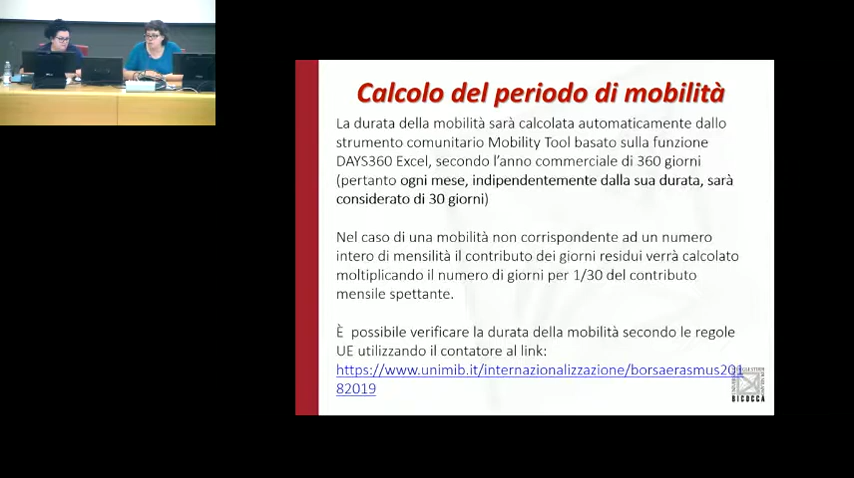 Calcolo del periodo di mobilità
La durata della mobilità sarà calcolata automaticamente dallo
strumento comunitario Mobility Tool basato sulla funzione
DAYS360 Excel, secondo l'anno commerciale di 360 giorni
(pertanto ogni mese, indipendentemente dalla sua durata, sarà
considerato di 30 giorni)
Nel caso di una mobilità non corrispondente ad un numero
intero di mensilità il contributo dei giorni residui verrà calcolato
moltiplicando il numero di giorni per 1/30 del contributo
mensile spettante.
È possibile verificare la durata della mobilità secondo le regole
UE utilizzando il contatore al link:
https://www.unimib.it/internazionalizzazione/borsaerasmus201
82019
BICOCCA